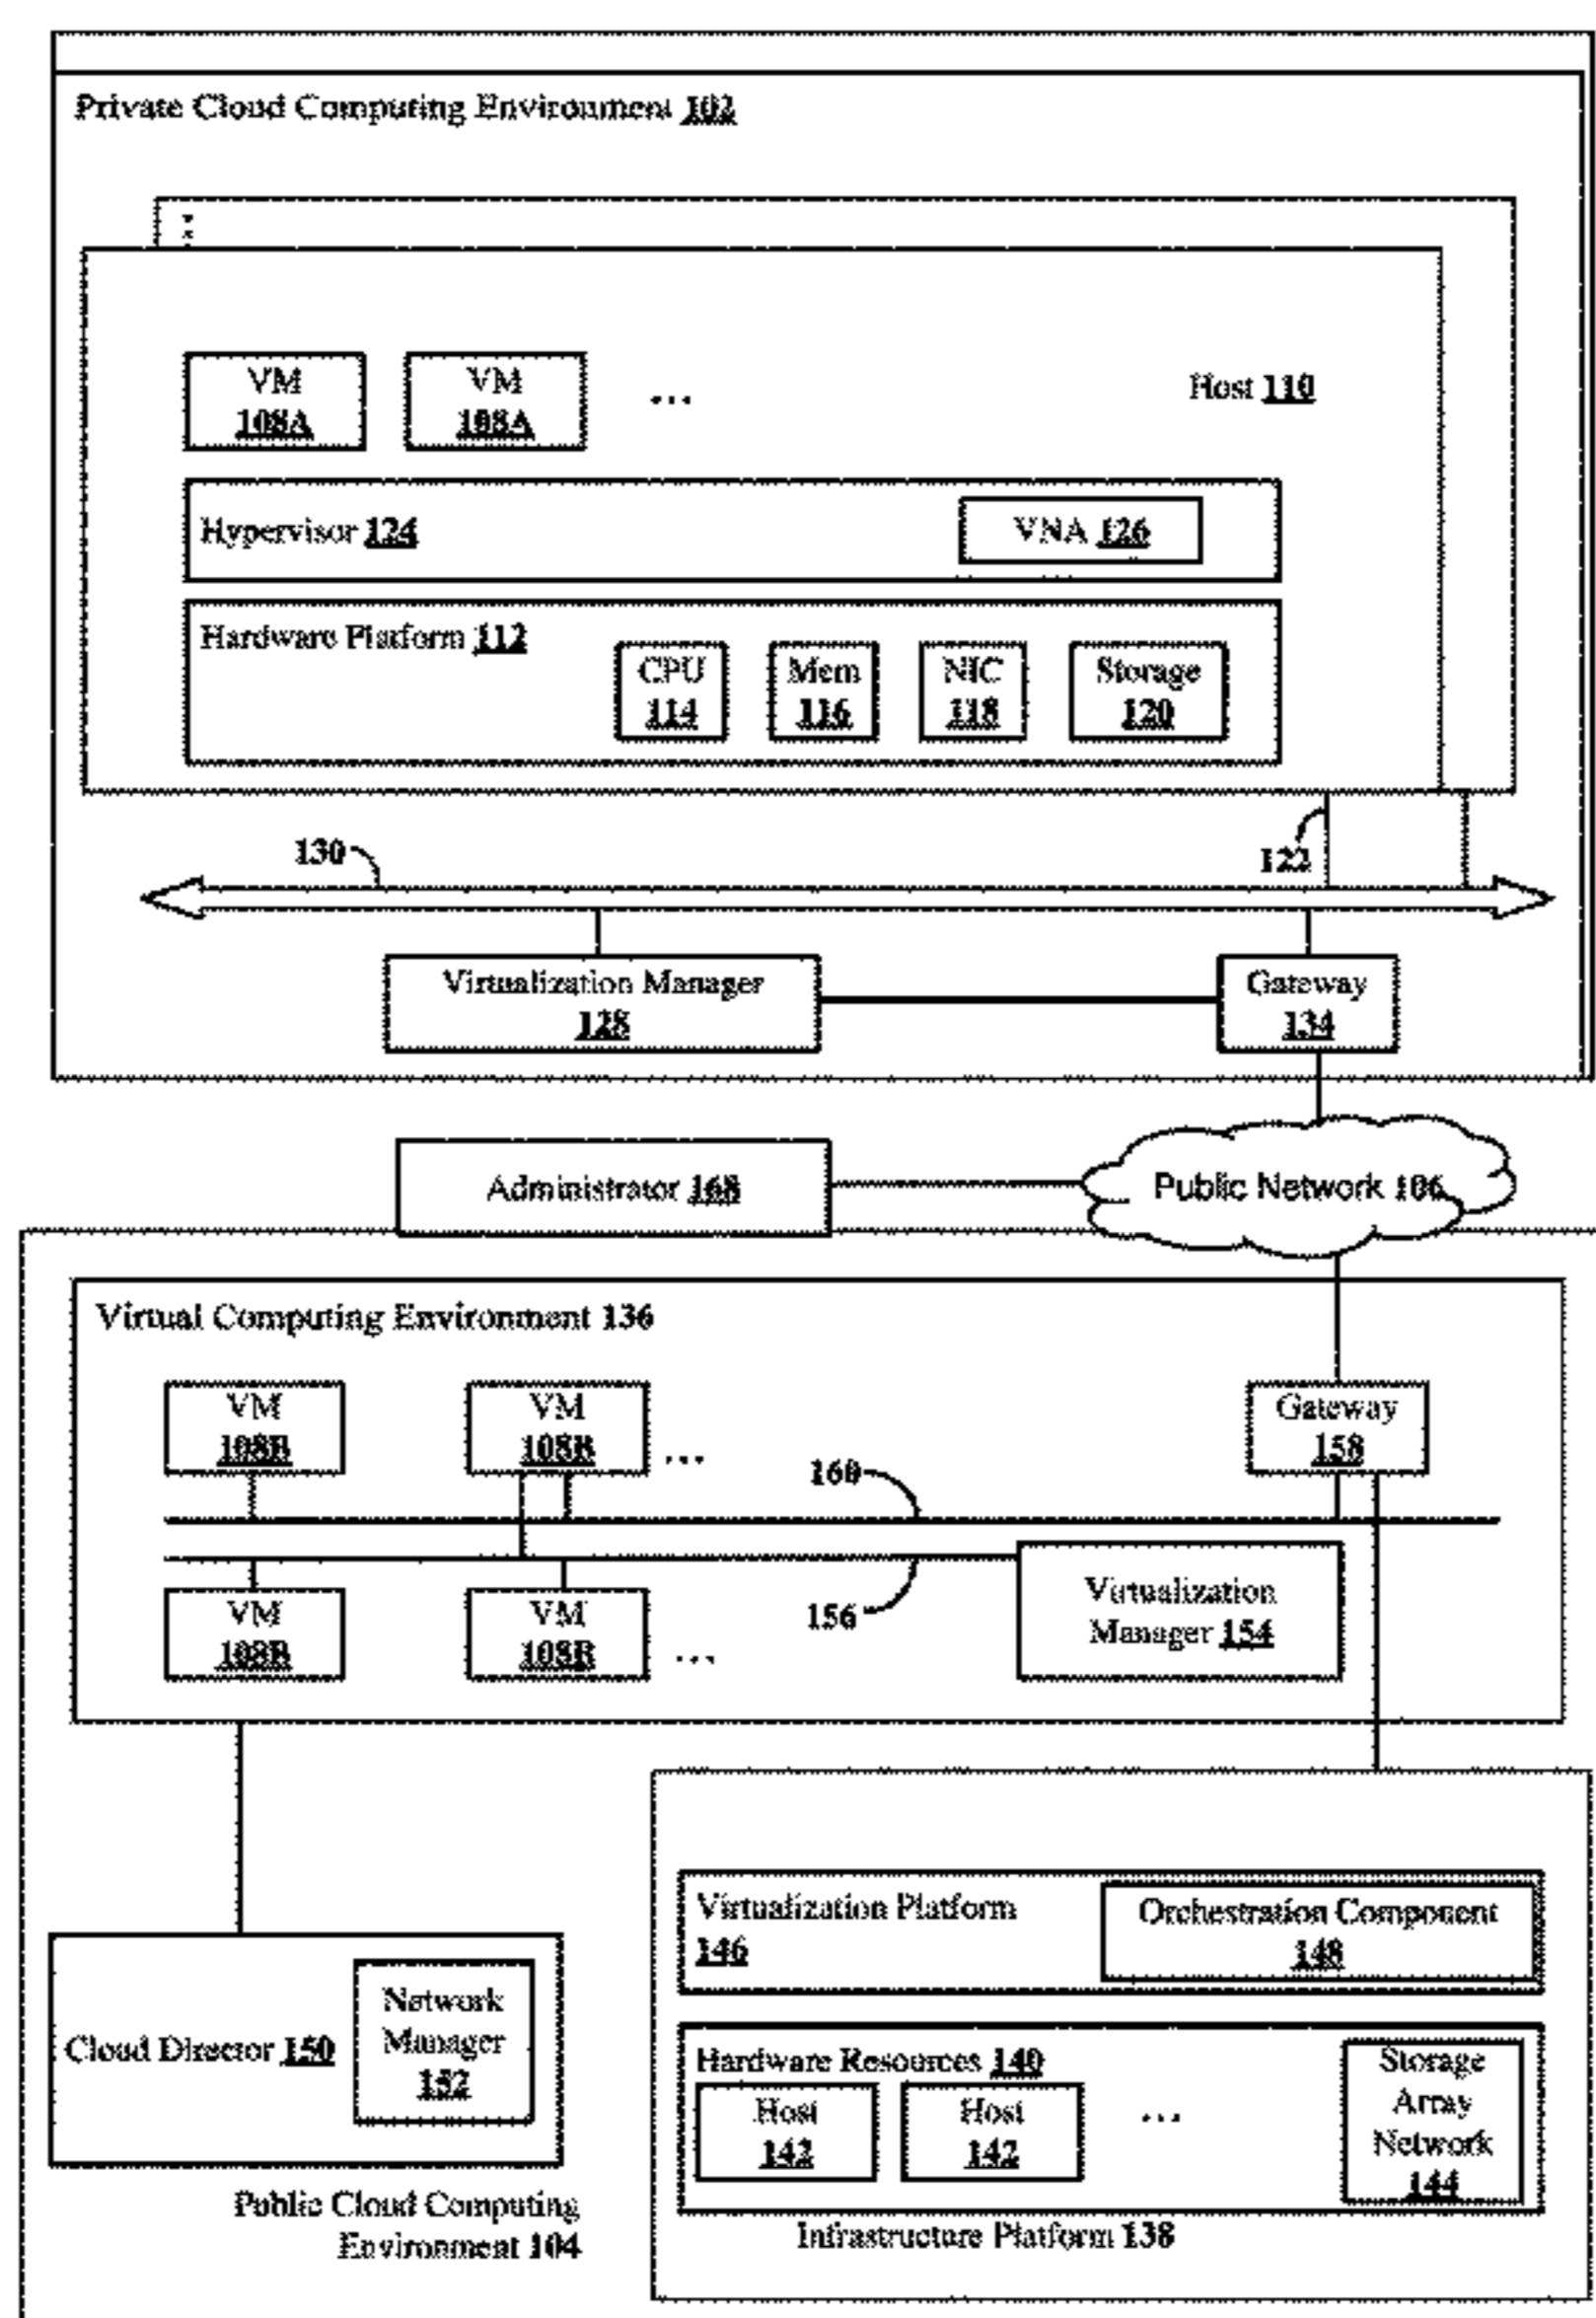 Private Cloud Computing Environment 102
VM
108A
VM
108A
...
Host 110
Hypervisor 124
VNA 126
Hardware Platform 112
CPU
114
Mem
116
NIC
118
Storage
120
130
122
Virtualization Manager
128
Gateway
134
Administrator 168
Public Network 106
Virtual Computing Environment 136
VM
108B
VM
108B
...
Gateway
158
160
VM
108B
VM
108B
...
156
Virtualization
Manager 154
Virtualization Platform
146
Orchestration Component
148
Cloud Director 150
Network
Manager
152
Hardware Resources 140
Host
142
Host
142
...
Storage
Array
Network
144
Public Cloud Computing
Environment 104
Infrastructure Platform 138